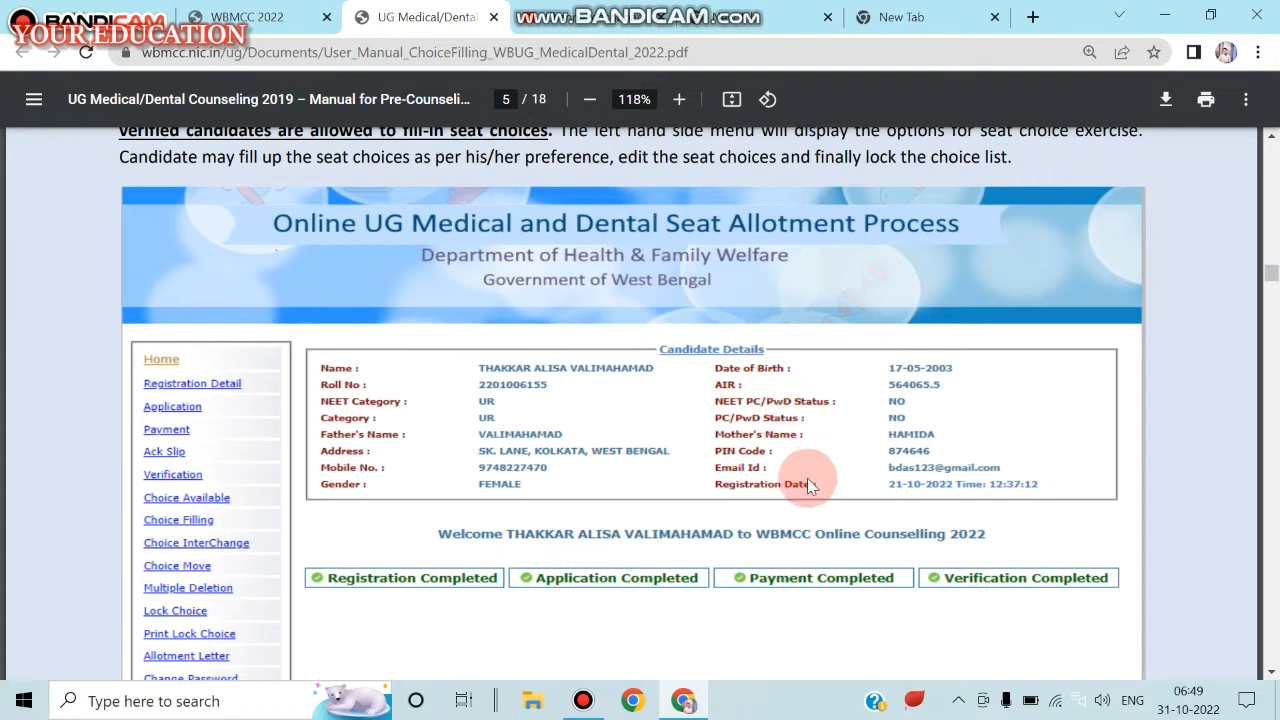 BANDICAM
WBMCC 2022
UG Medical/Dental
WWW.BANDICAM.COM
New Tab
YOUR EDUCATION
wbmcc.nic.in/ug/Documents/User_Manual_ChoiceFilling_WBUG_MedicalDental_2022.pdf
UG Medical/Dental Counseling 2019 – Manual for Pre-Counseli...
5 / 18
118%
verified candidates are allowed to fill-in seat choices. The left hand side menu will display the options for seat choice exercise.
Candidate may fill up the seat choices as per his/her preference, edit the seat choices and finally lock the choice list.
Online UG Medical and Dental Seat Allotment Process
Department of Health & Family Welfare
Government of West Bengal
Home
Registration Detail
Application
Payment
Ack Slip
Verification
Choice Available
Choice Filling
Choice InterChange
Choice Move
Multiple Deletion
Lock Choice
Print Lock Choice
Allotment Letter
Change Password
Candidate Details
Name : THAKKAR ALISA VALIMAHAMAD Date of Birth : 17-05-2003
Roll No : 2201006155 AIR : 564065.5
NEET Category : UR NEET PC/PwD Status : NO
Category : UR PC/PwD Status : NO
Father's Name : VALIMAHAMAD Mother's Name : HAMIDA
Address : SK. LANE, KOLKATA, WEST BENGAL PIN Code : 874646
Mobile No. : 9748227470 Email Id : bdas123@gmail.com
Gender : FEMALE Registration Date : 21-10-2022 Time: 12:37:12
Welcome THAKKAR ALISA VALIMAHAMAD to WBMCC Online Counselling 2022
Registration Completed Application Completed Payment Completed Verification Completed
Type here to search
ENG
06:49
31-10-2022